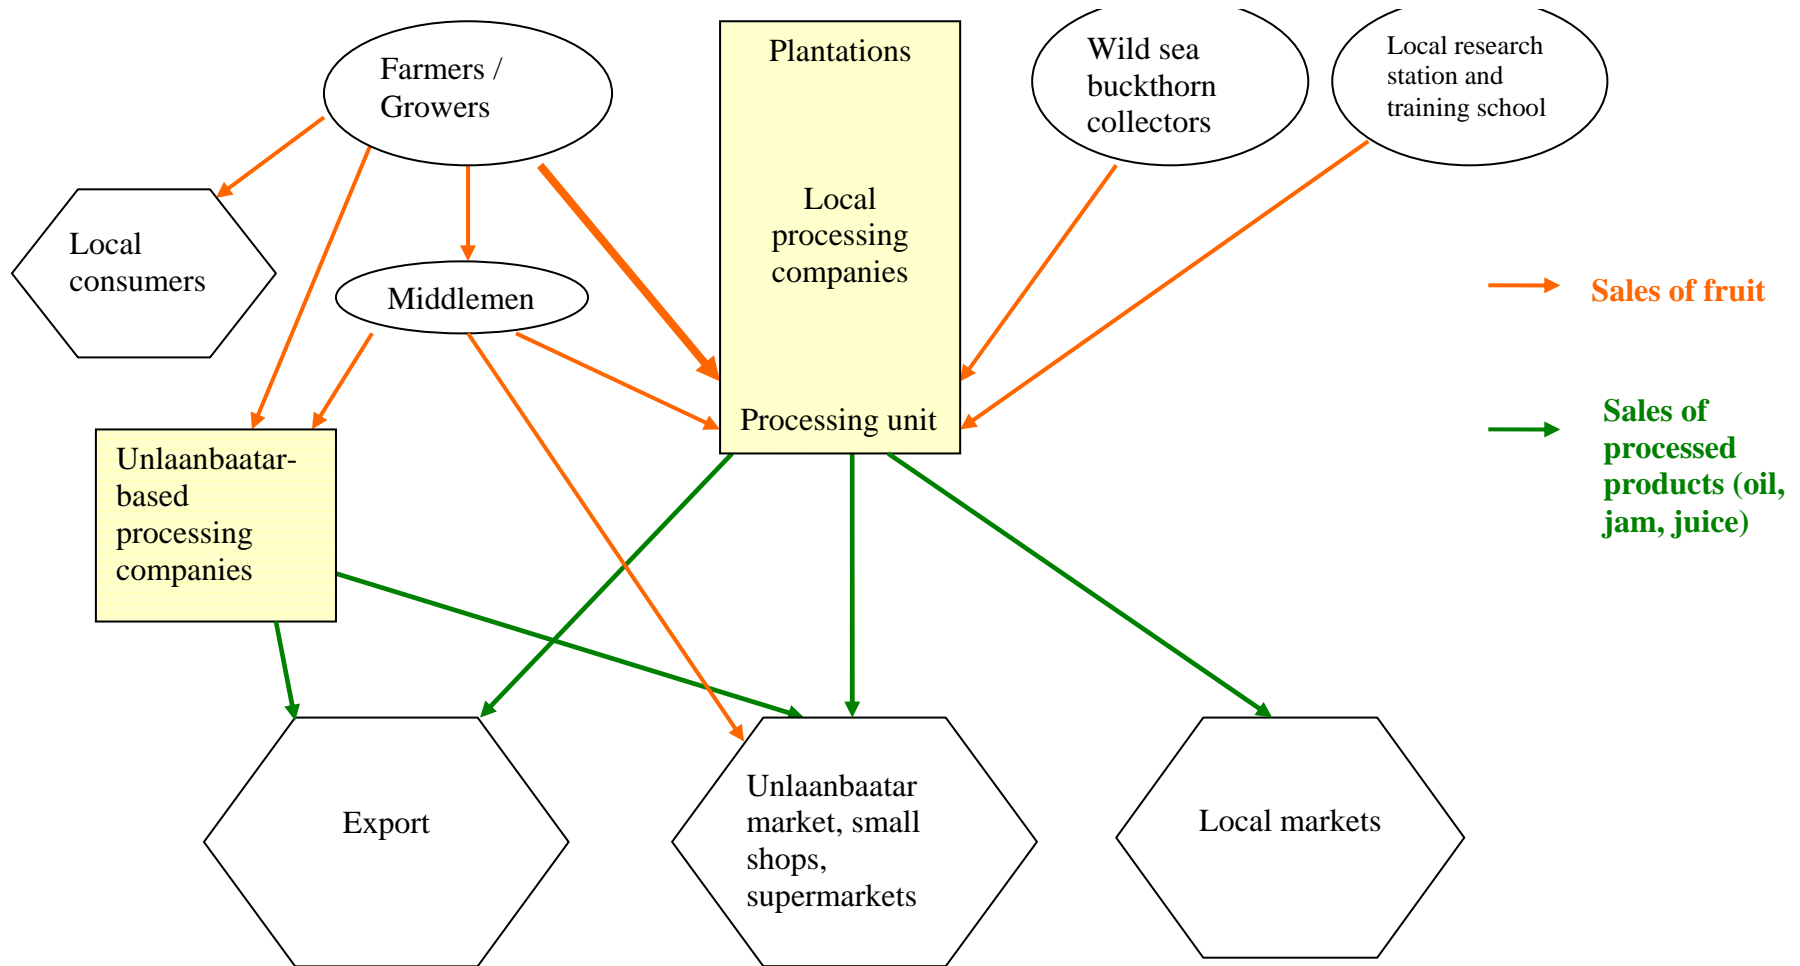 Farmers /
Growers
Plantations
Local
processing
companies
Processing unit
Wild sea
buckthorn
collectors
Local research
station and
training school
Local
consumers
Middlemen
Sales of fruit
Sales of
processed
products (oil,
jam, juice)
Unlaanbaatar-
based
processing
companies
Export
Unlaanbaatar
market, small
shops,
supermarkets
Local markets